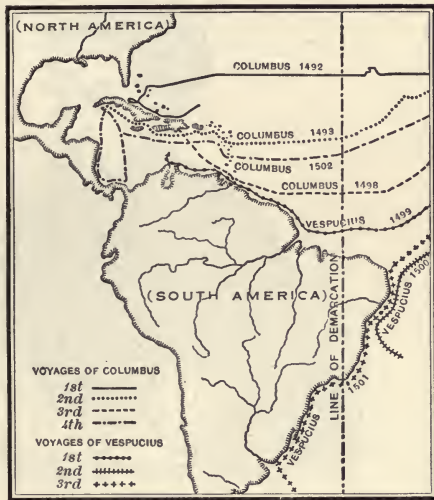 (NORTH AMERICA)
COLUMBUS 1492
COLUMBUS 1493
COLUMBUS 1502
COLUMBUS 1498
VESPUCIUS 1499
(SOUTH AMERICA)
LINE OF DEMARCATION
VESPUCIUS 1500
VESPUCIUS 1501
VOYAGES OF COLUMBUS
1st
2nd
3rd
4th
VOYAGES OF VESPUCIUS
1st
2nd
3rd